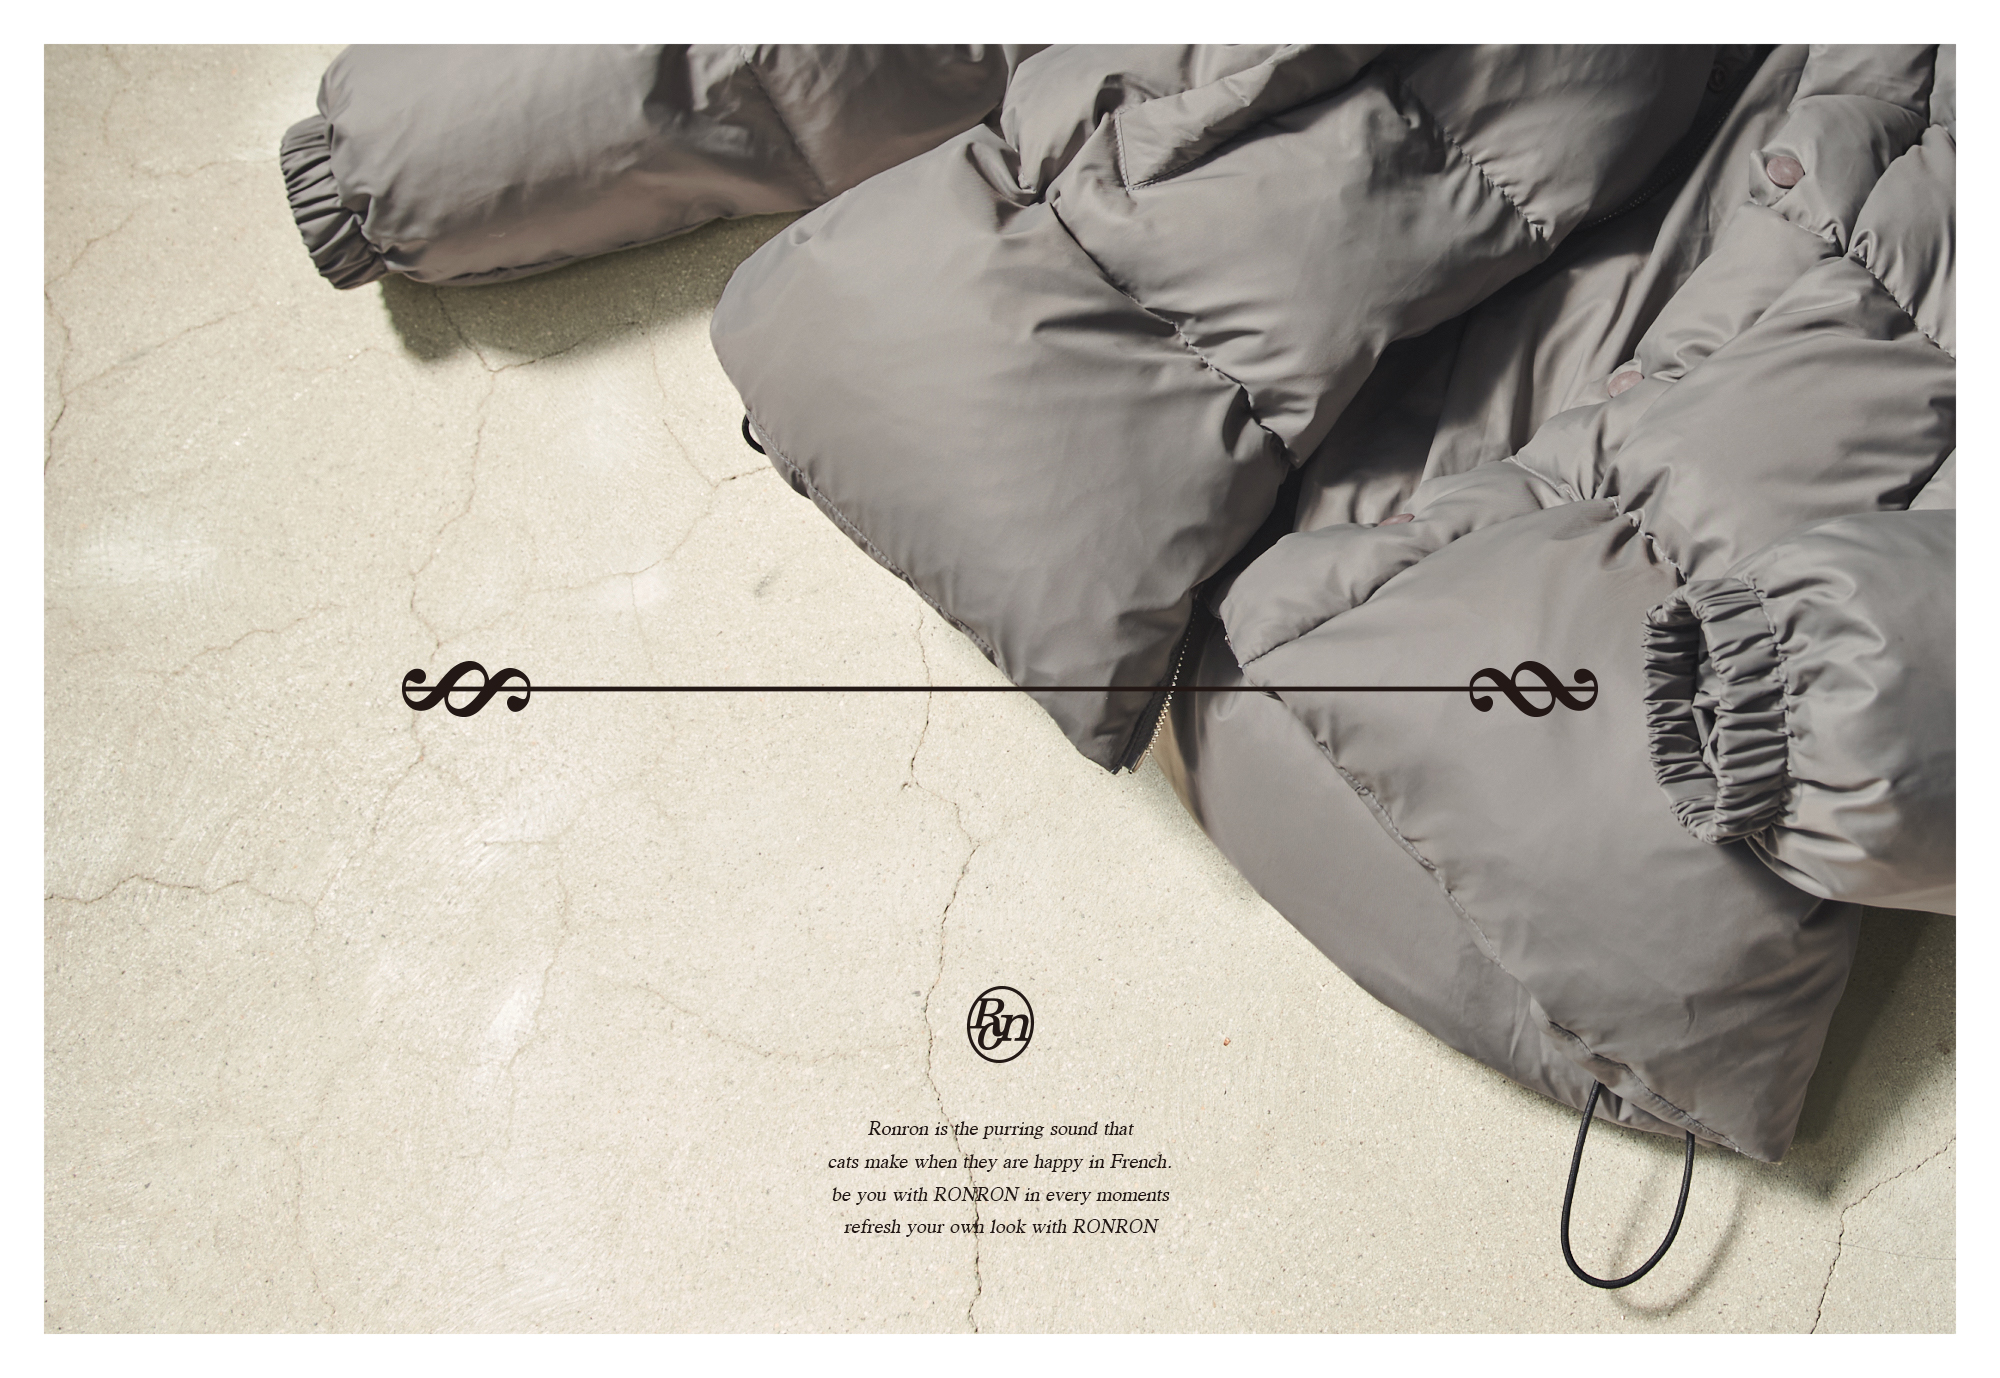 Rcn
Ronron is the purring sound that
cats make when they are happy in French.
be you with RONRON in every moments
refresh your own look with RONRON